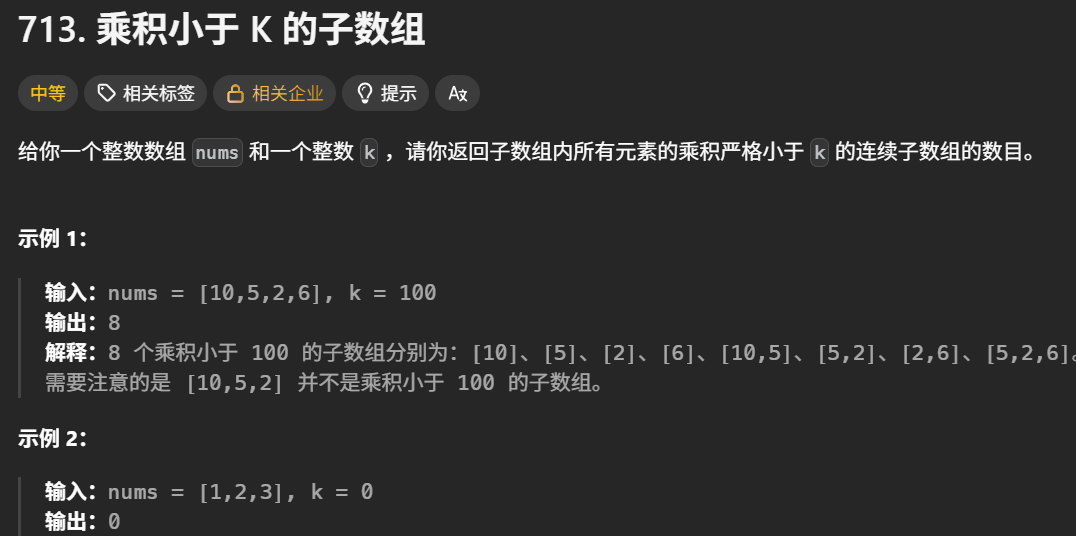 713. 乘积小于 K 的子数组
中等 相关标签 相关企业 提示 Aあ
给你一个整数数组 nums 和一个整数 k ，请你返回子数组内所有元素的乘积严格小于 k 的连续子数组的数目。
示例 1：
输入：nums = [10,5,2,6], k = 100
输出：8
解释：8 个乘积小于 100 的子数组分别为：[10]、[5]、[2]、[6]、[10,5]、[5,2]、[2,6]、[5,2,6]。
需要注意的是 [10,5,2] 并不是乘积小于 100 的子数组。
示例 2：
输入：nums = [1,2,3], k = 0
输出：0